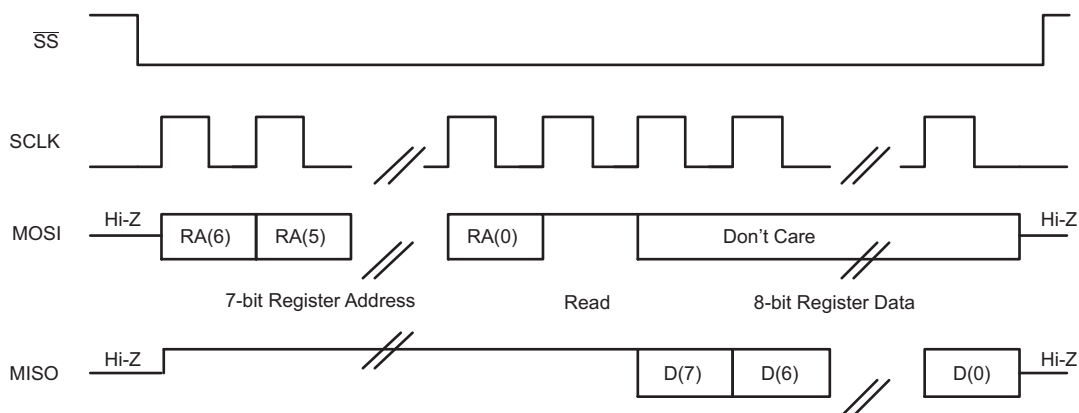 SS
SCLK
MOSI Hi-Z RA(6) RA(5) RA(0) Don't Care Hi-Z
7-bit Register Address Read 8-bit Register Data
MISO Hi-Z D(7) D(6) D(0) Hi-Z